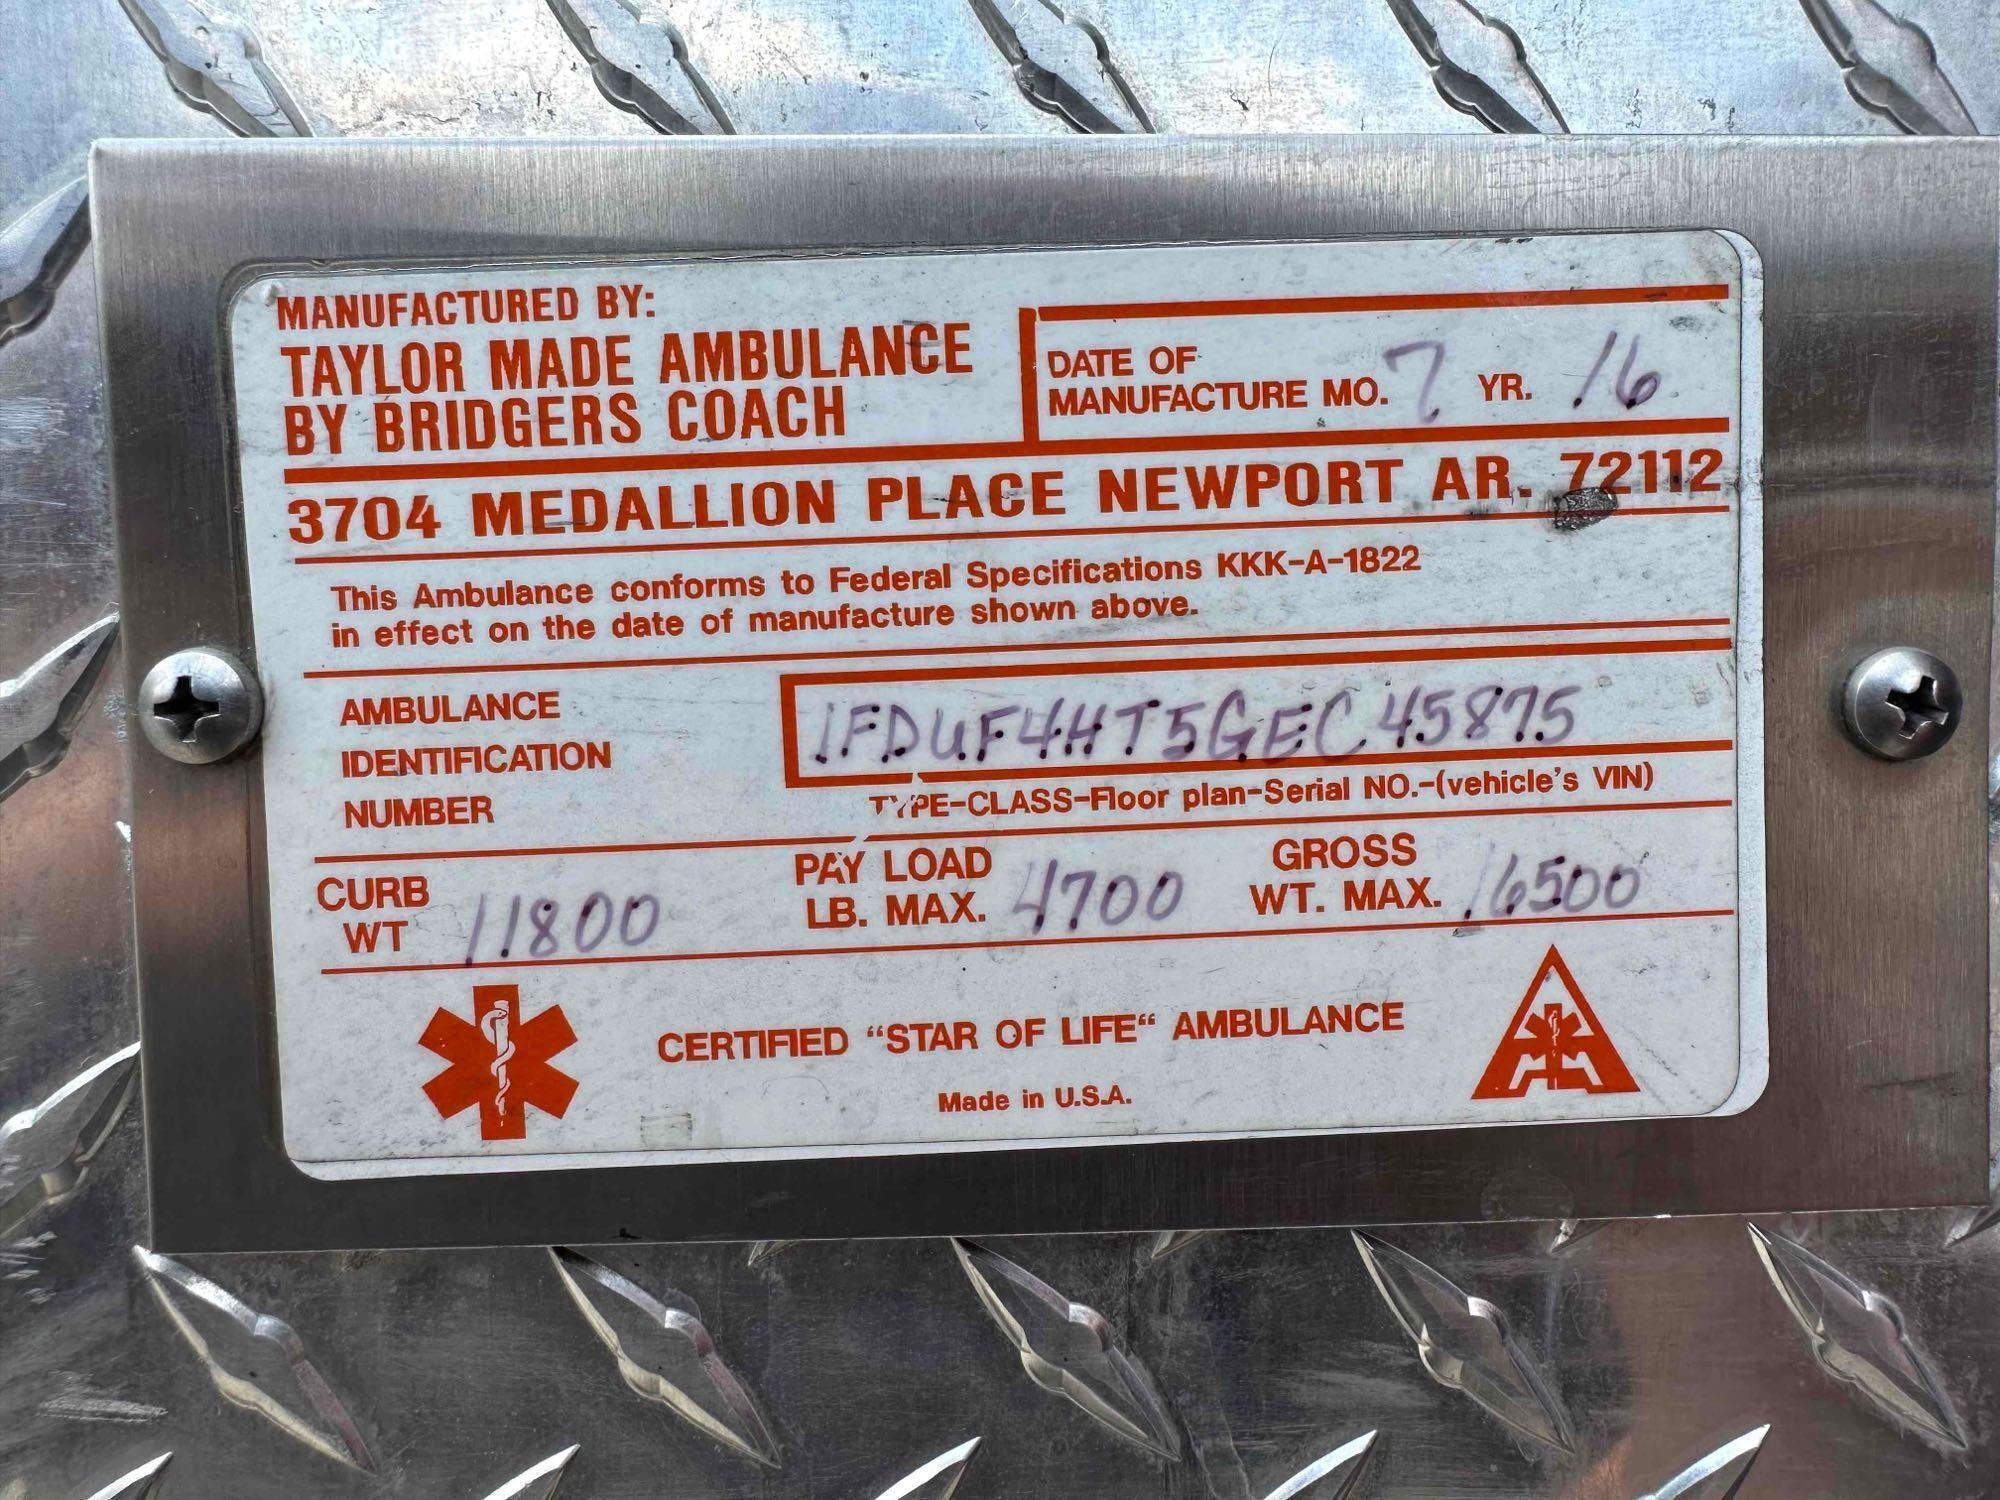 MANUFACTURED BY:
TAYLOR MADE AMBULANCE
BY BRIDGERS COACH
DATE OF
MANUFACTURE MO. 7 YR. 16
3704 MEDALLION PLACE NEWPORT AR. 72112
This Ambulance conforms to Federal Specifications KKK-A-1822
in effect on the date of manufacture shown above.
AMBULANCE
IDENTIFICATION
NUMBER
1FDUF4HT5GEC45875
TYPE-CLASS-Floor plan-Serial NO.-(vehicle's VIN)
CURB
WT 11800
PAY LOAD
LB. MAX. 4700
GROSS
WT. MAX. 16500
CERTIFIED “STAR OF LIFE“ AMBULANCE
Made in U.S.A.